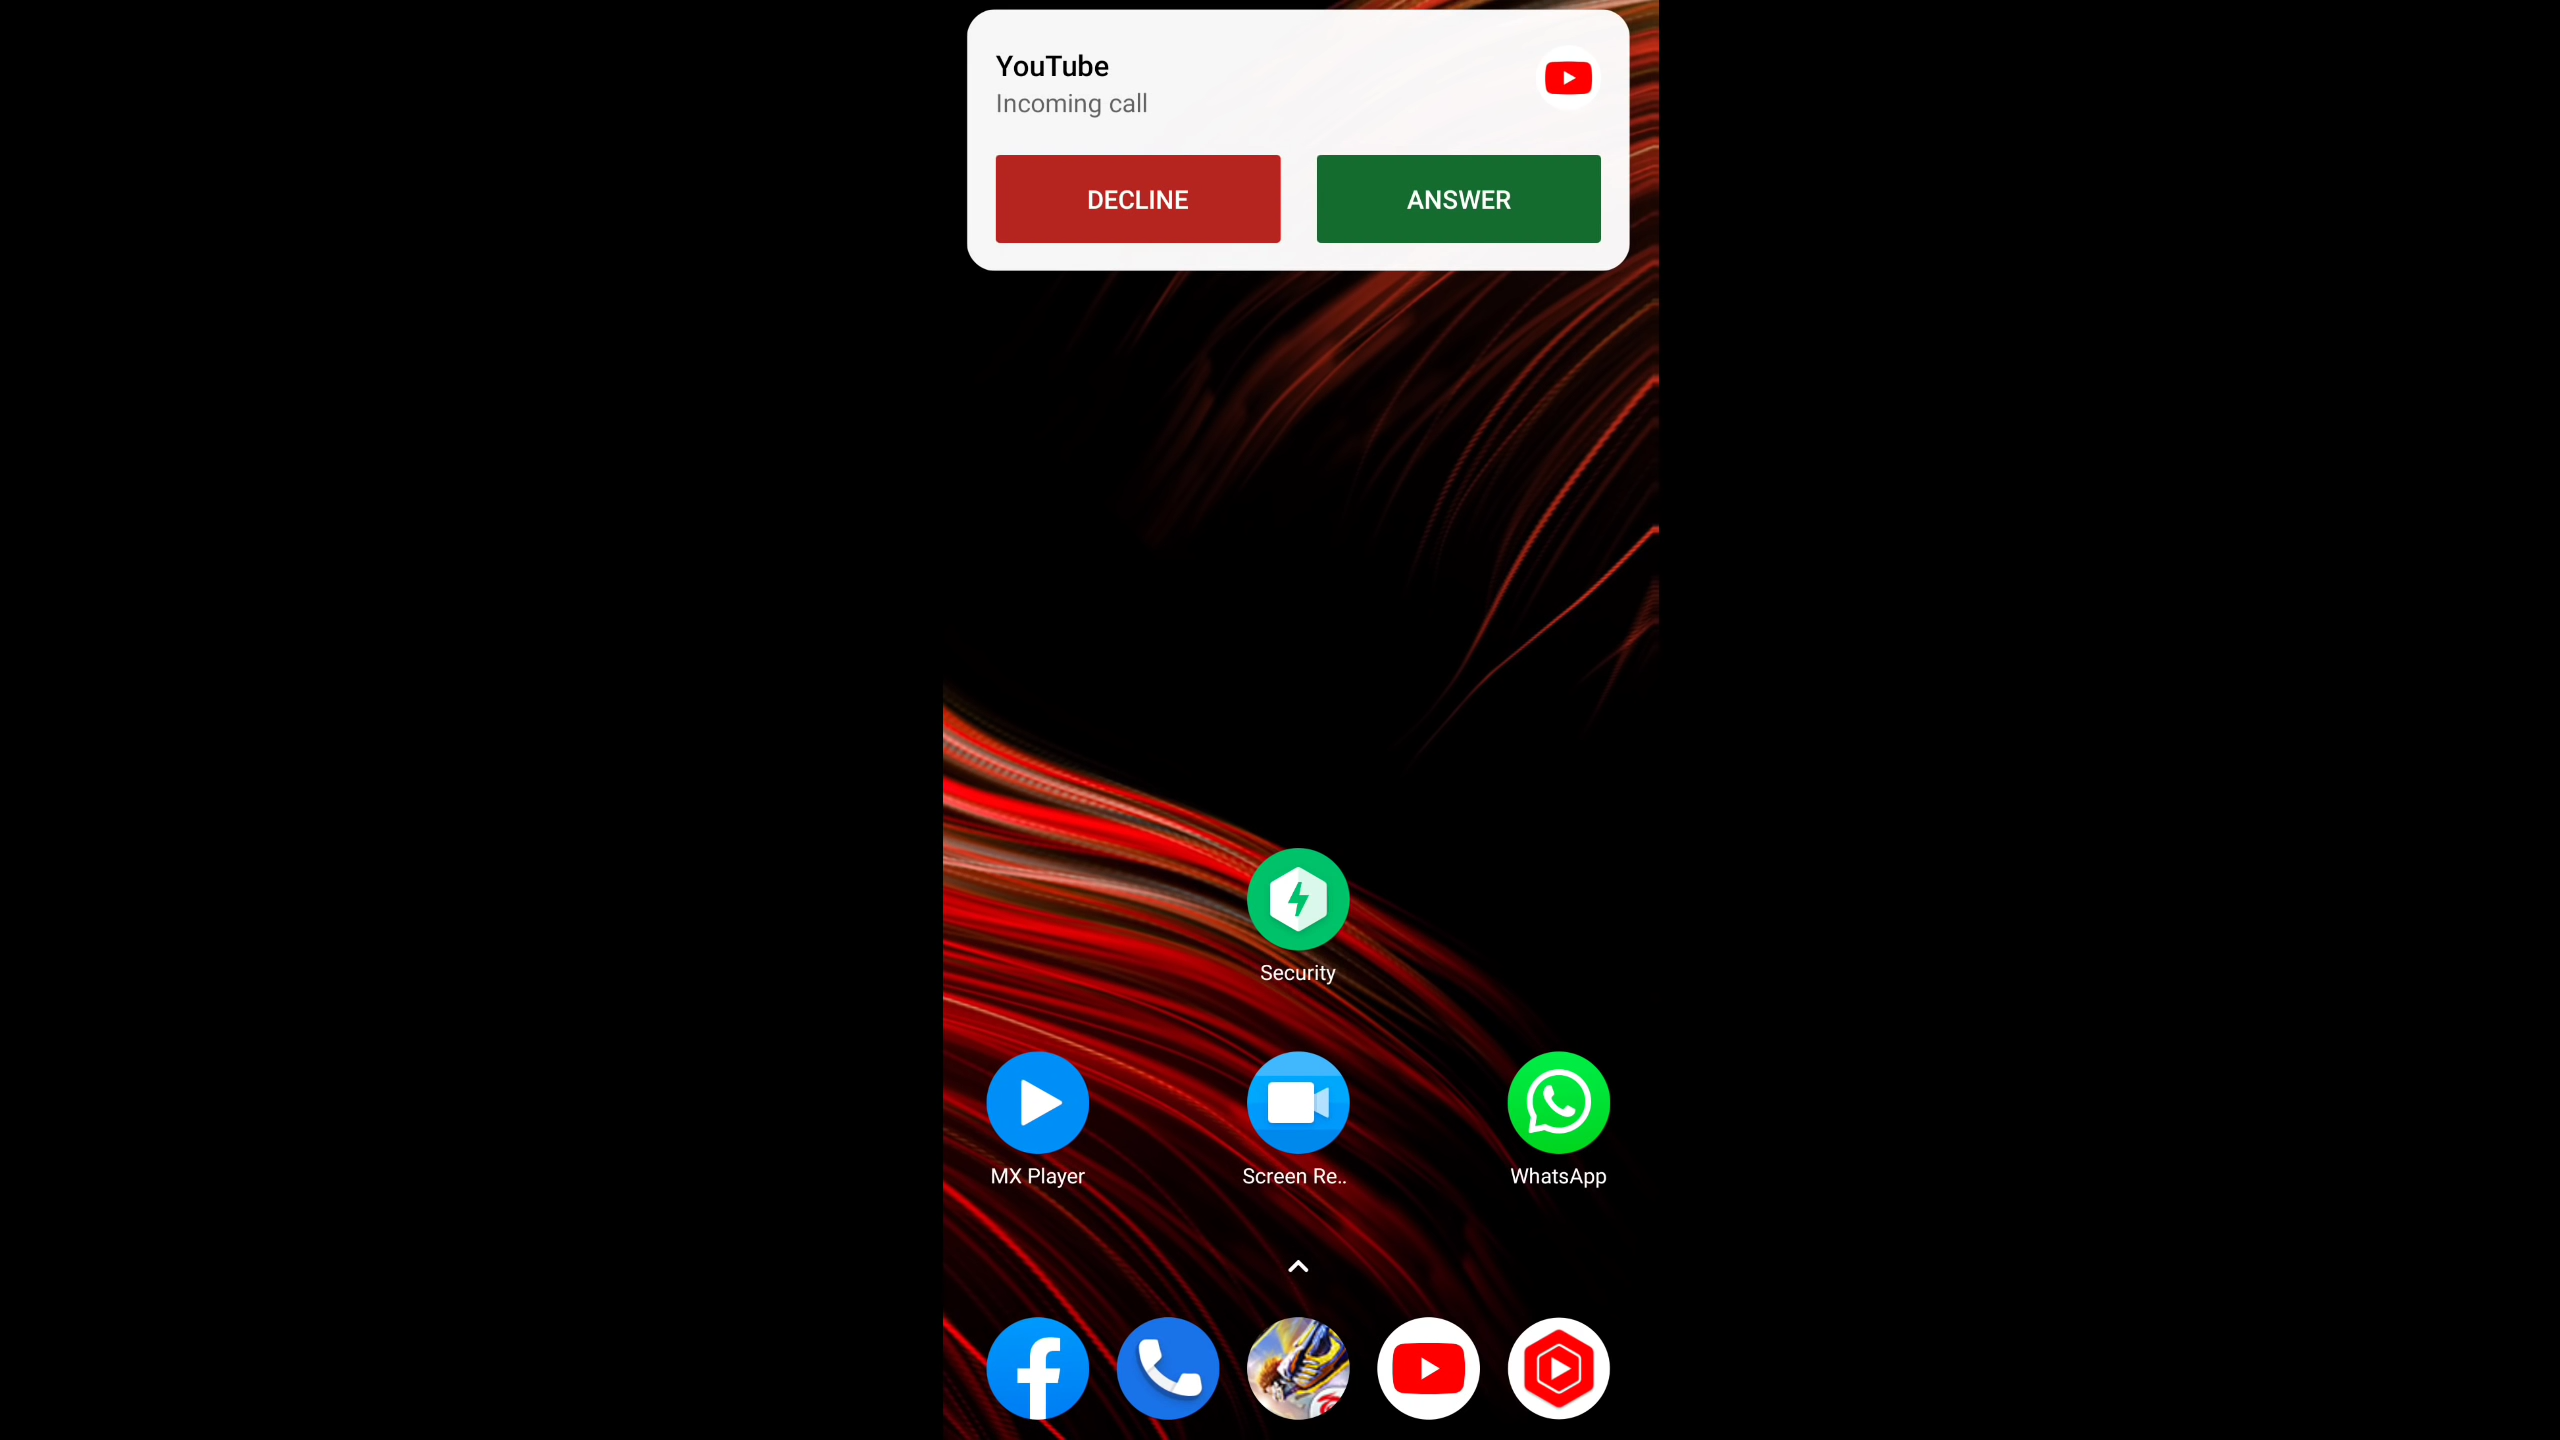 YouTube
Incoming call
DECLINE
ANSWER
Security
MX Player
Screen Re..
WhatsApp